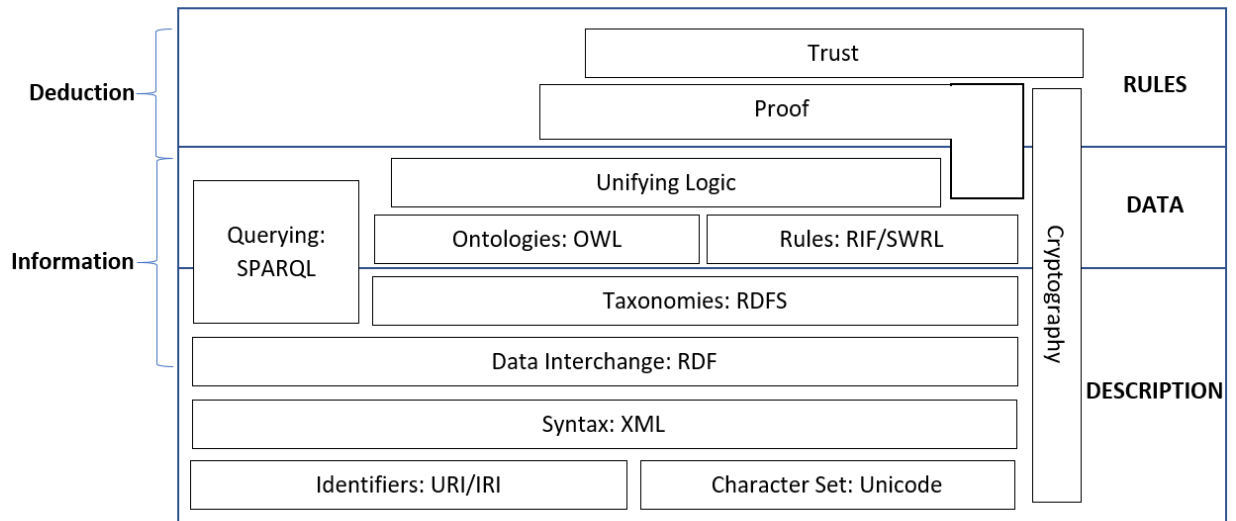 Trust
Deduction
RULES
Proof
Unifying Logic
DATA
Querying:
SPARQL
Ontologies: OWL
Rules: RIF/SWRL
Information
Cryptography
Taxonomies: RDFS
Data Interchange: RDF
DESCRIPTION
Syntax: XML
Identifiers: URI/IRI
Character Set: Unicode